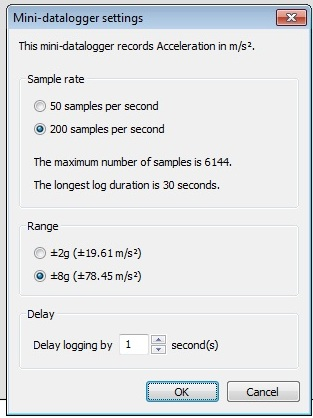 Mini-datalogger settings
This mini-datalogger records Acceleration in m/s².
Sample rate
50 samples per second
200 samples per second
The maximum number of samples is 6144.
The longest log duration is 30 seconds.
Range
±2g (±19.61 m/s²)
±8g (±78.45 m/s²)
Delay
Delay logging by 1 second(s)
OK Cancel